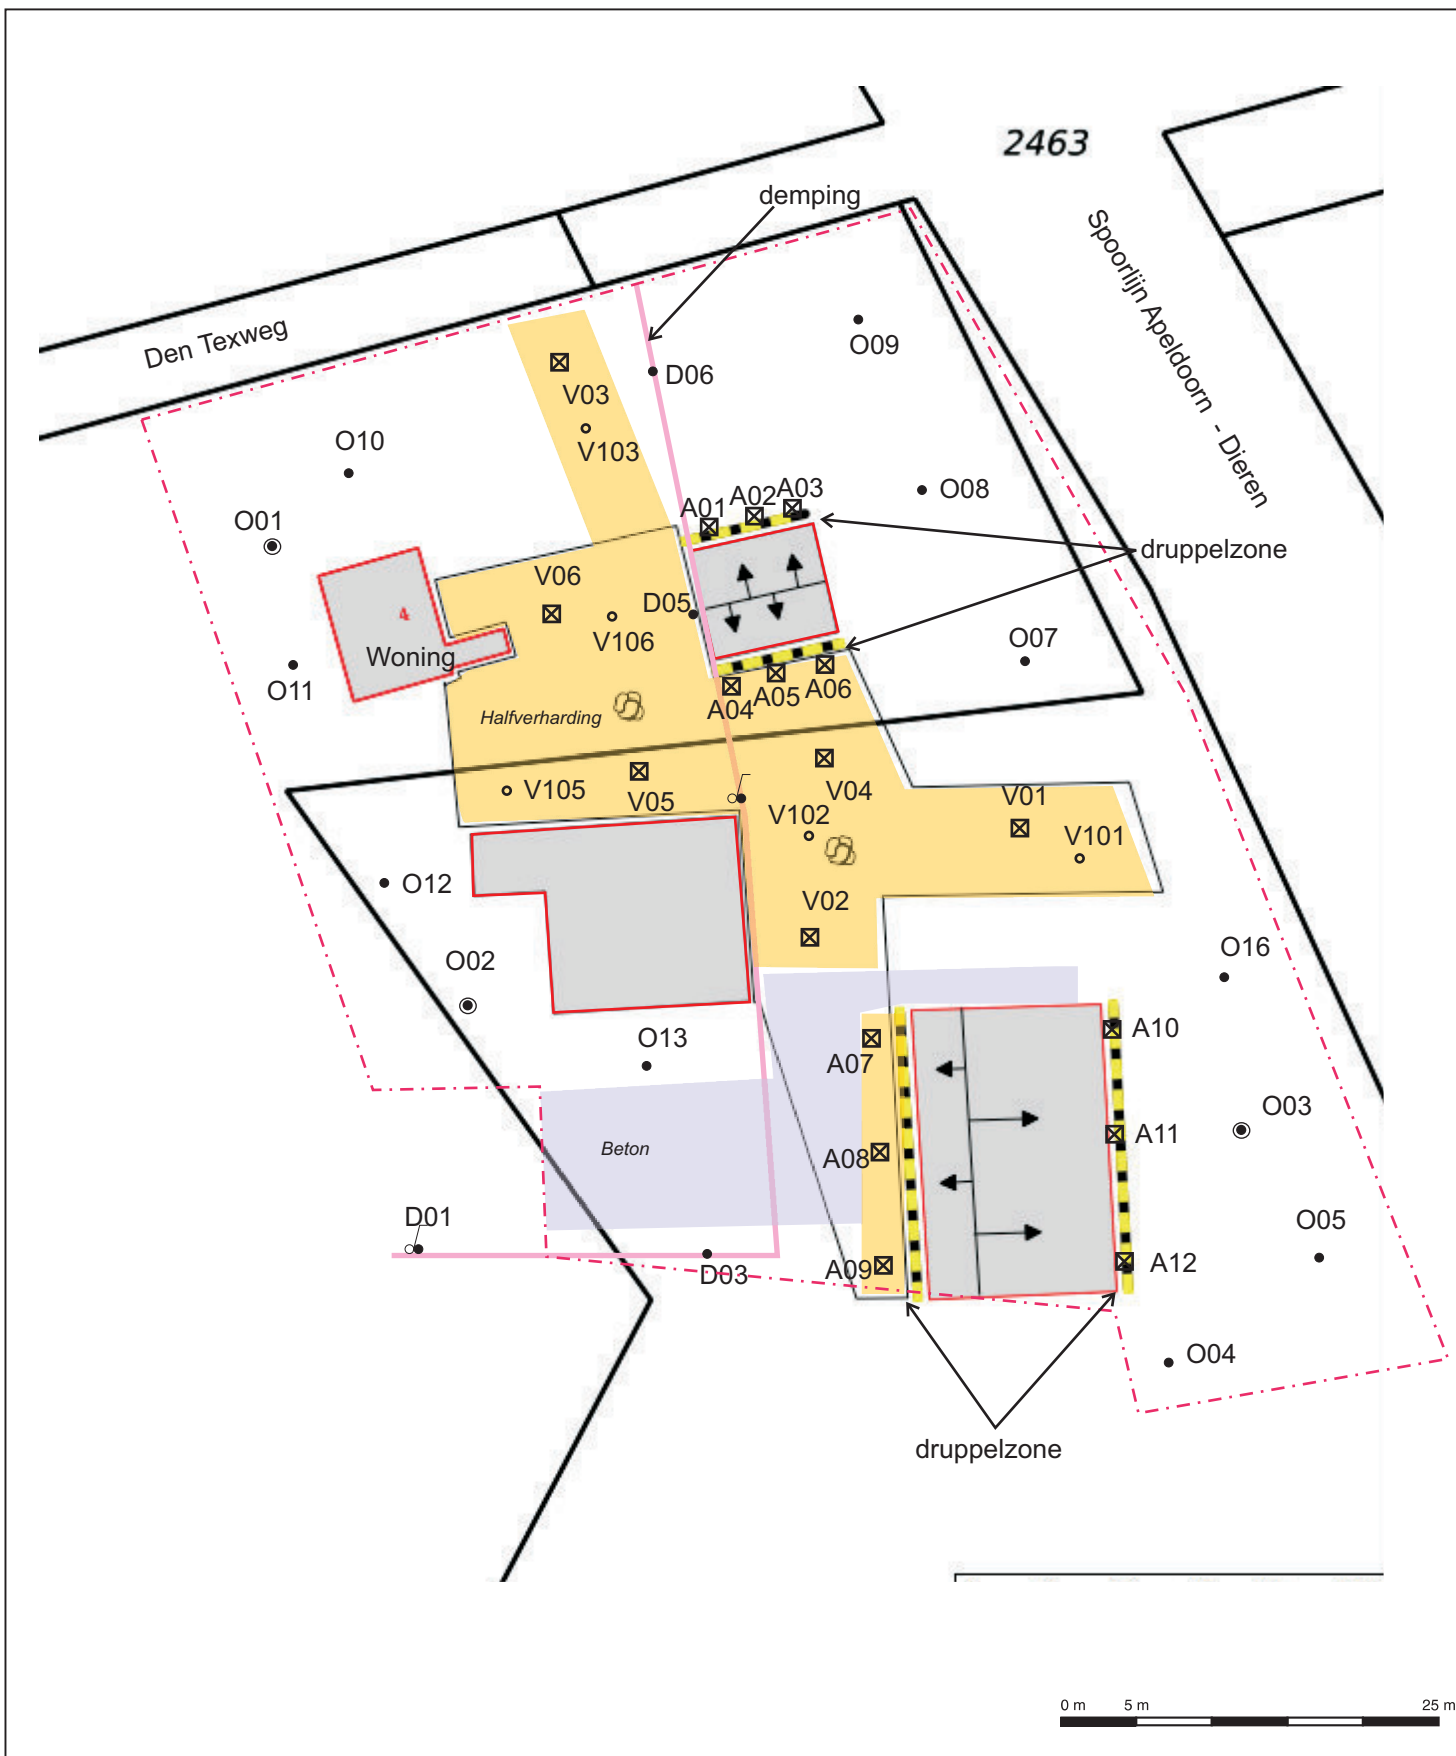 2463
demping
Spoorlijn Apeldoorn - Dieren
Den Texweg
O09
D06
V03
V103
O10
O01
A01
A02
A03
O08
druppelzone
V06
V106
D05
4
Woning
O11
O07
A04
A05
A06
Halfverharding
V105
V05
V04
V102
V01
V101
O12
V02
O02
O16
O13
A07
A10
Beton
A08
A11
O03
D01
D03
A09
A12
O05
O04
druppelzone
0 m 5 m 25 m